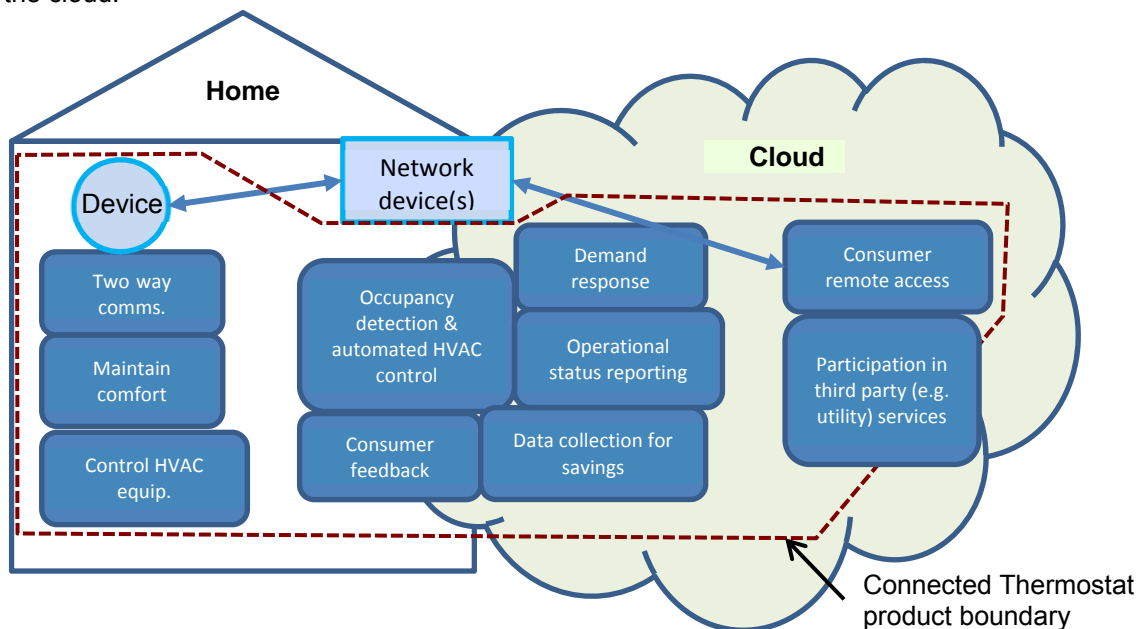 the cloud.
Home
Cloud
Network
device(s)
Device
Two way
comms.
Maintain
comfort
Control HVAC
equip.
Occupancy
detection &
automated HVAC
control
Consumer
feedback
Demand
response
Operational
status reporting
Data collection for
savings
Consumer
remote access
Participation in
third party (e.g.
utility) services
Connected Thermostat
product boundary